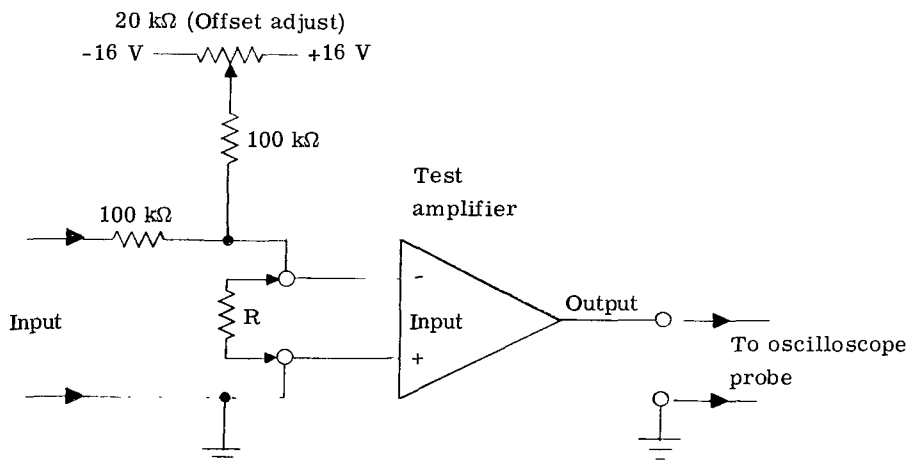 20 kΩ (Offset adjust)
-16 V
+16 V
100 kΩ
Test
amplifier
100 kΩ
-
Output
R
Input
Input
+
To oscilloscope
probe